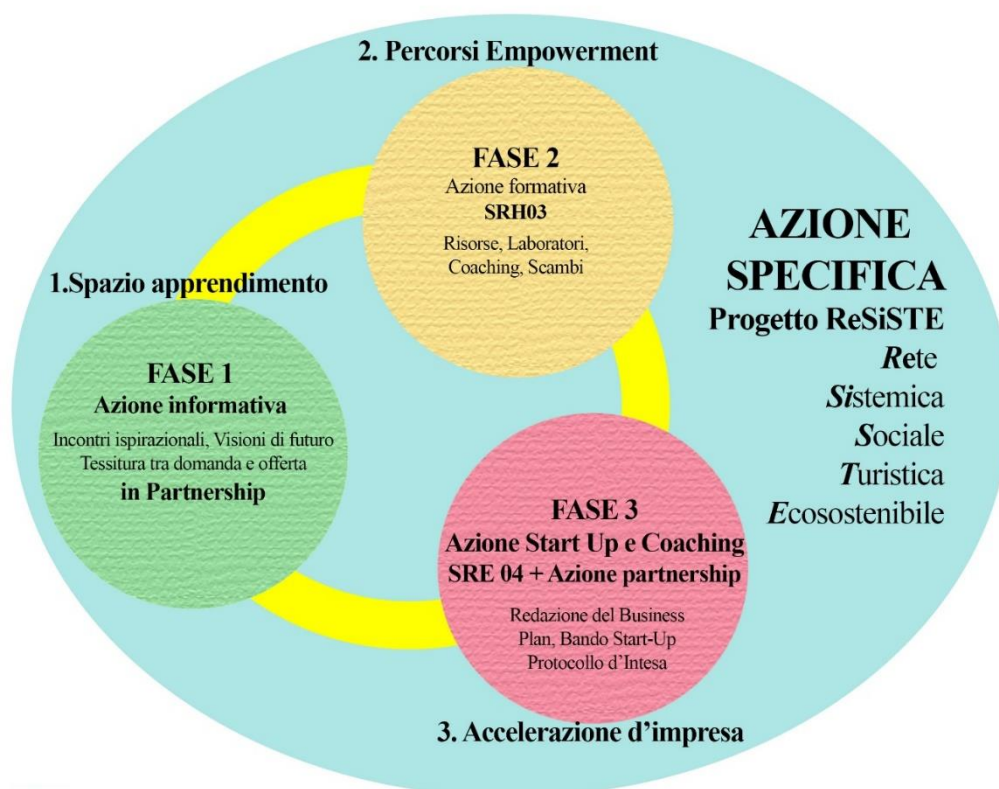 2. Percorsi Empowerment
FASE 2
Azione formativa
SRH03
Risorse, Laboratori,
Coaching, Scambi
1.Spazio apprendimento
FASE 1
Azione informativa
Incontri ispirazionali, Visioni di futuro
Tessitura tra domanda e offerta
in Partnership
FASE 3
Azione Start Up e Coaching
SRE 04 + Azione partnership
Redazione del Business
Plan, Bando Start-Up
Protocollo d’Intesa
3. Accelerazione d’impresa
AZIONE
SPECIFICA
Progetto ReSiSTE
Rete
Sistemica
Sociale
Turistica
Ecosostenibile